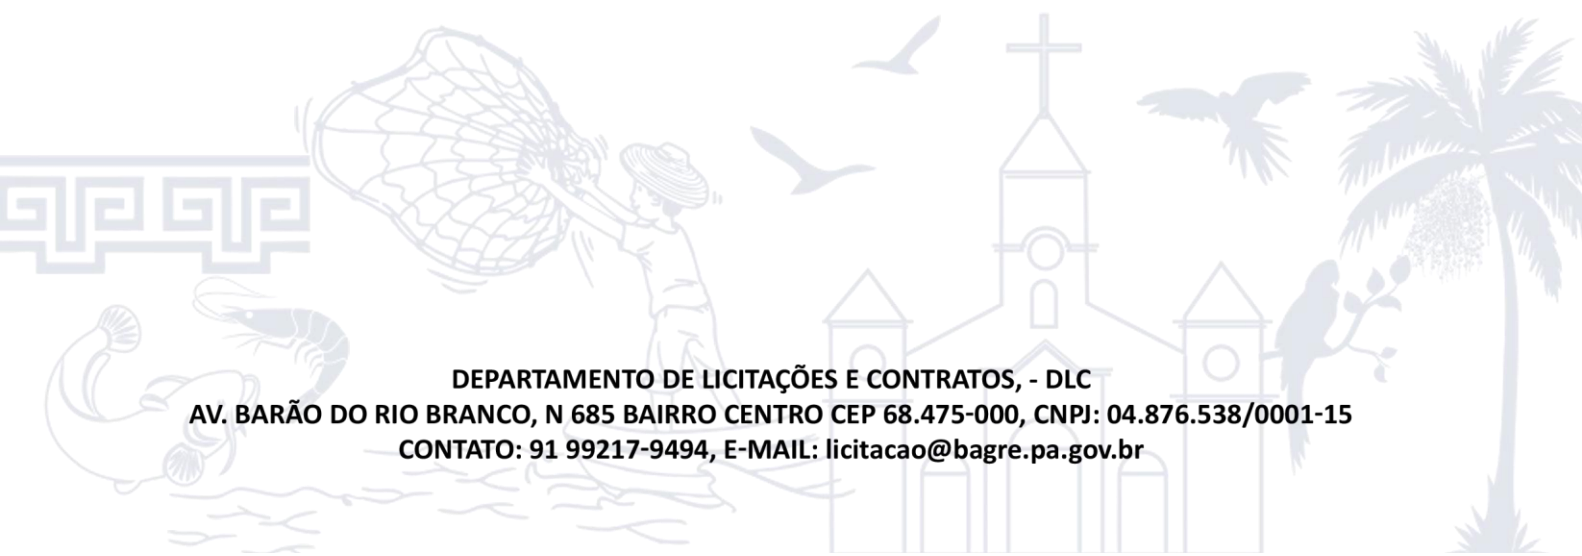 DEPARTAMENTO DE LICITAÇÕES E CONTRATOS, - DLC
AV. BARÃO DO RIO BRANCO, N 685 BAIRRO CENTRO CEP 68.475-000, CNPJ: 04.876.538/0001-15
CONTATO: 91 99217-9494, E-MAIL: licitacao@bagre.pa.gov.br